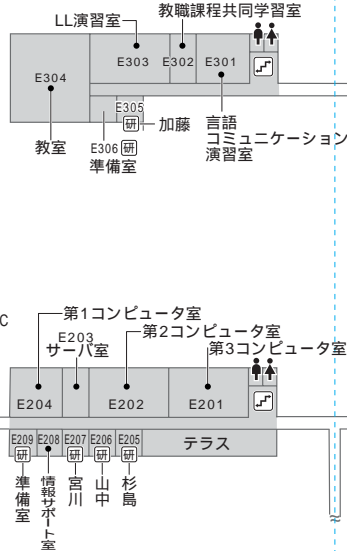 教職課程共同学習室
LL演習室
E304
E303
E302
E301
E305
研
加藤
言語
コミュニケーション
演習室
教室
E306
研
準備室
C
第1コンピュータ室
E203
サーバ室
第2コンピュータ室
第3コンピュータ室
E204
E202
E201
E209
E208
E207
E206
E205
テラス
研
研
研
研
準備室
情報サポート室
宮川
山中
杉島